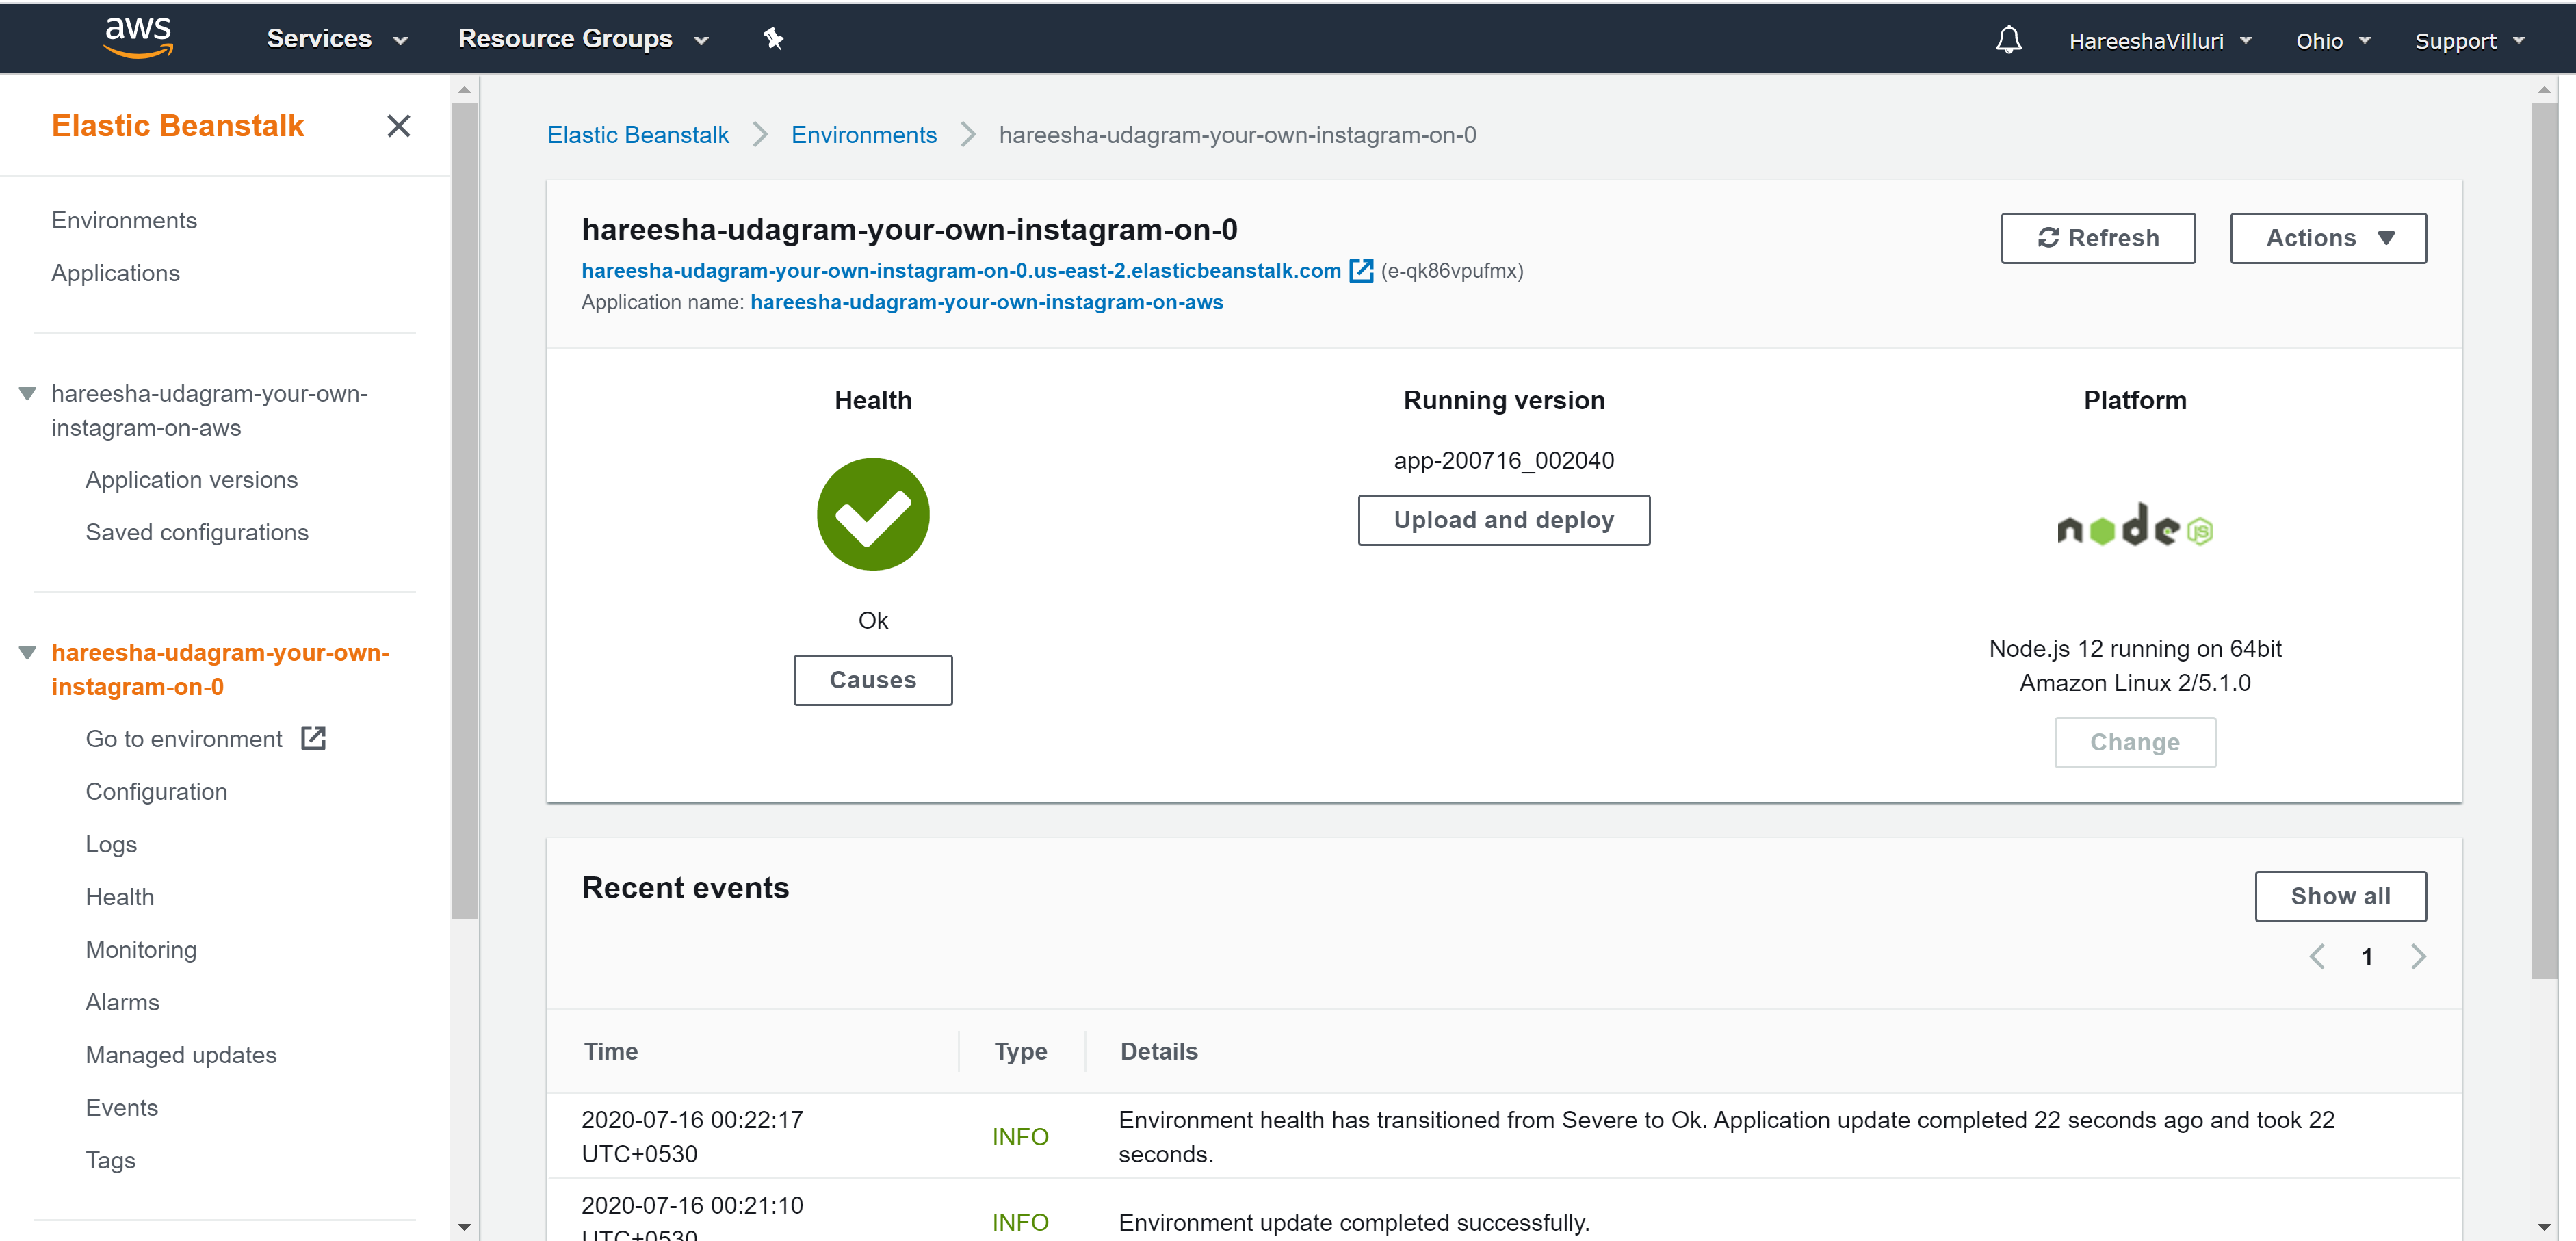 aws
Services
Resource Groups
HareeshaVilluri
Ohio
Support
Elastic Beanstalk
Environments
Applications
hareesha-udagram-your-own-
instagram-on-aws
Application versions
Saved configurations
hareesha-udagram-your-own-
instagram-on-0
Go to environment
Configuration
Logs
Health
Monitoring
Alarms
Managed updates
Events
Tags
Elastic Beanstalk
Environments
hareesha-udagram-your-own-instagram-on-0
hareesha-udagram-your-own-instagram-on-0
hareesha-udagram-your-own-instagram-on-0.us-east-2.elasticbeanstalk.com (e-qk86vpufmx)
Application name: hareesha-udagram-your-own-instagram-on-aws
Refresh
Actions
Health
Ok
Causes
Running version
app-200716_002040
Upload and deploy
Platform
node JS
Node.js 12 running on 64bit
Amazon Linux 2/5.1.0
Change
Recent events
Show all
1
Time
Type
Details
2020-07-16 00:22:17
UTC+0530
INFO
Environment health has transitioned from Severe to Ok. Application update completed 22 seconds ago and took 22
seconds.
2020-07-16 00:21:10
UTC+0530
INFO
Environment update completed successfully.